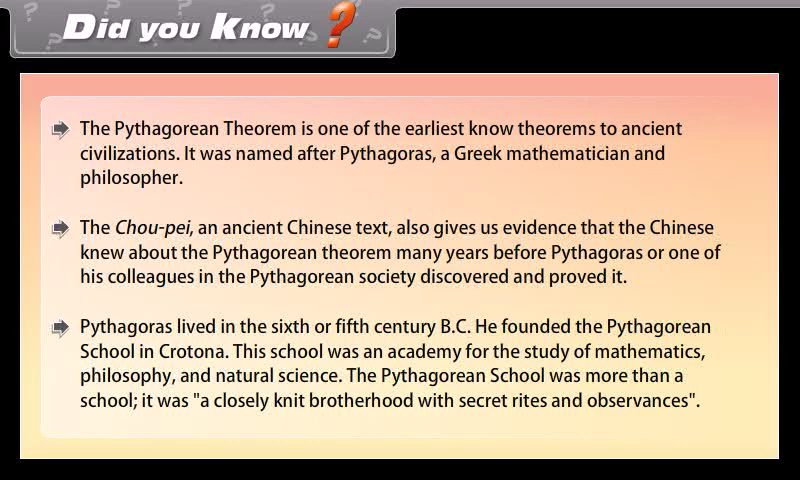 Did you Know ?
The Pythagorean Theorem is one of the earliest know theorems to ancient
civilizations. It was named after Pythagoras, a Greek mathematician and
philosopher.
The Chou-pei, an ancient Chinese text, also gives us evidence that the Chinese
knew about the Pythagorean theorem many years before Pythagoras or one of
his colleagues in the Pythagorean society discovered and proved it.
Pythagoras lived in the sixth or fifth century B.C. He founded the Pythagorean
School in Crotona. This school was an academy for the study of mathematics,
philosophy, and natural science. The Pythagorean School was more than a
school; it was "a closely knit brotherhood with secret rites and observances".